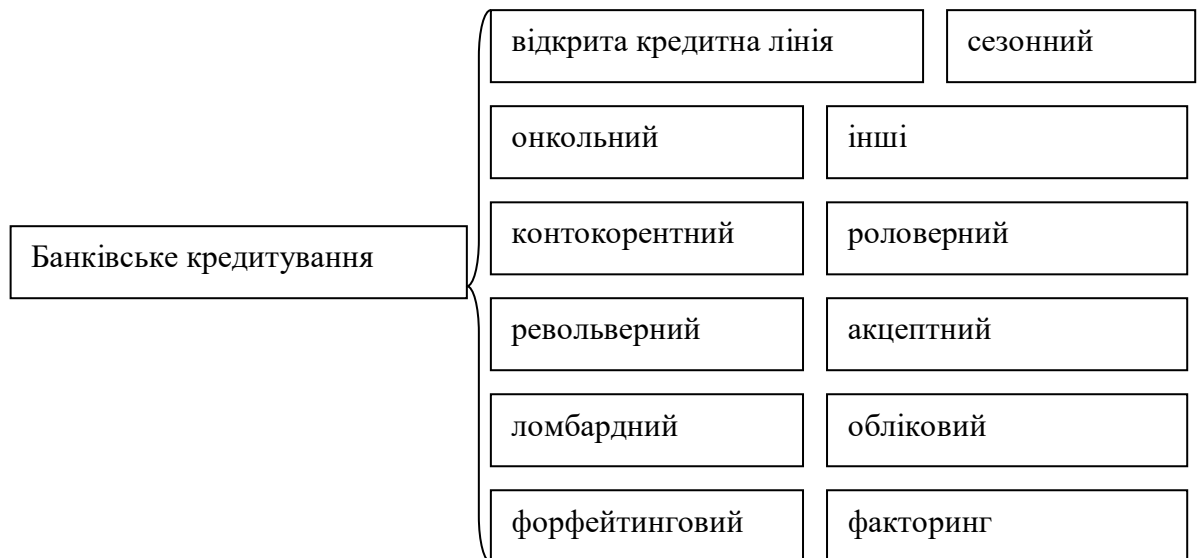 відкрита кредитна лінія
сезонний
онкольний
інші
контокорентний
роловерний
Банківське кредитування
револьверний
акцептний
ломбардний
обліковий
форфейтинговий
факторинг